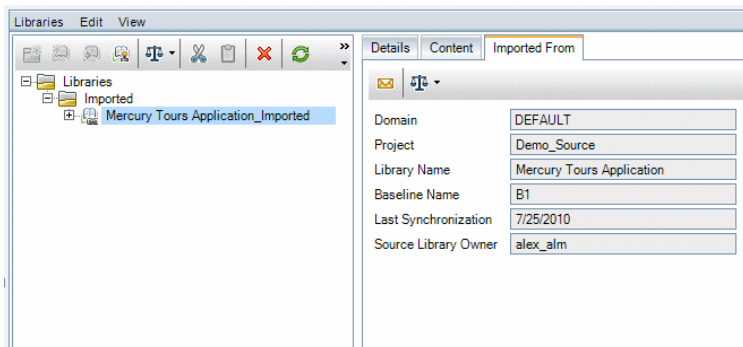 Libraries Edit View
Details Content Imported From
Libraries
Imported
Mercury Tours Application_Imported
Domain DEFAULT
Project Demo_Source
Library Name Mercury Tours Application
Baseline Name B1
Last Synchronization 7/25/2010
Source Library Owner alex_alm